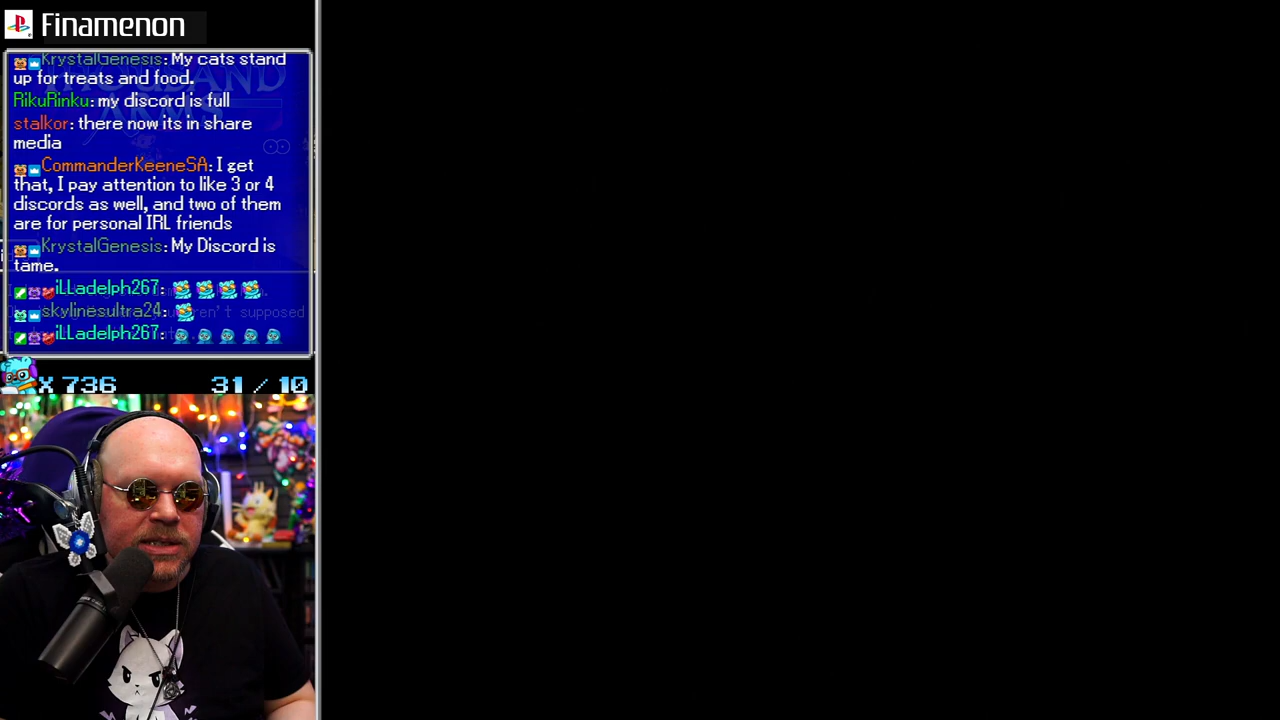 Finamenon
KrystalGenesis: My cats stand
up for treats and food.
RikuRinku: my discord is full
stalkor: there now its in share
media
CommanderKeeneSA: I get
that, I pay attention to like 3 or 4
discords as well, and two of them
are for personal IRL friends
KrystalGenesis: My Discord is
tame.
iLLadelph267:
skylinesultra24:
iLLadelph267:
THOUSAND
ARMS
X 736 31 / 10